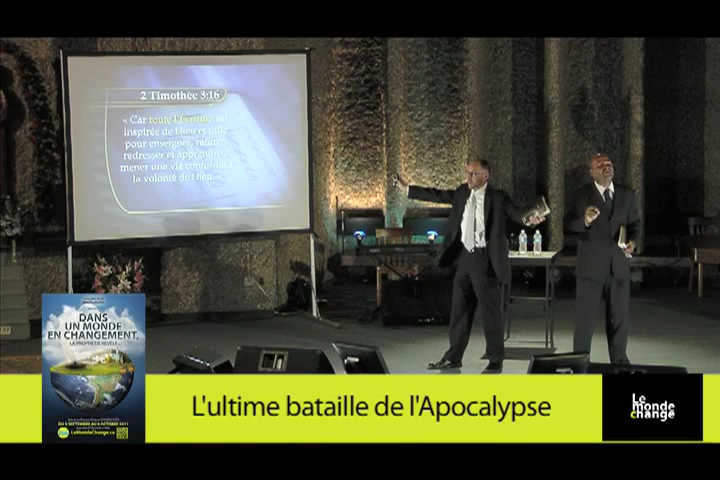 2 Timothée 3:16
« Car toute l'Écriture est
inspirée de Dieu et utile
pour enseigner, réfuter,
redresser et apprendre à
mener une vie conforme à
la volonté de Dieu. »
DANS
UN MONDE
EN CHANGEMENT,
LA PROPHÉTIE RÉVÈLE...
DU 8 SEPTEMBRE AU 8 OCTOBRE 2011
LeMondeChange.ca
L'ultime bataille de l'Apocalypse
Le
monde
change